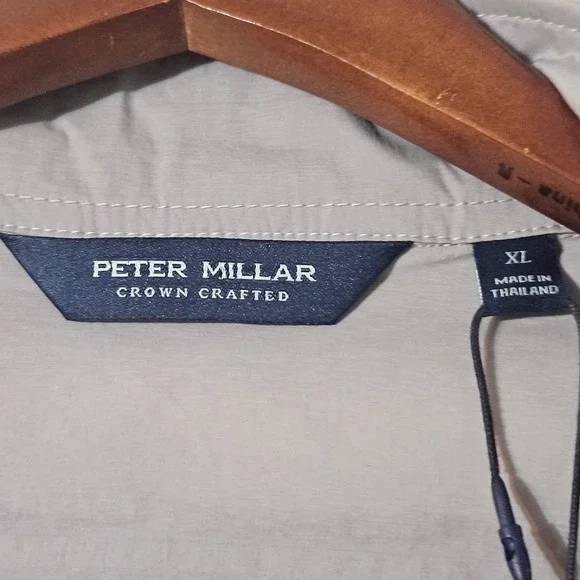 PETER MILLAR
CROWN CRAFTED
XL
MADE IN
THAILAND